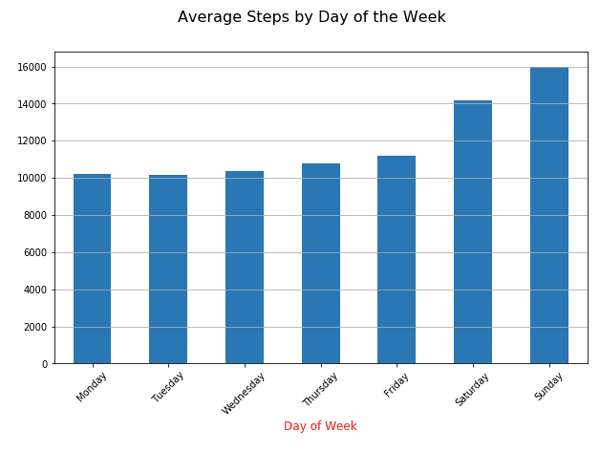 Average Steps by Day of the Week
16000
14000
12000
10000
8000
6000
4000
2000
0
Monday
Tuesday
Wednesday
Thursday
Friday
Saturday
Sunday
Day of Week